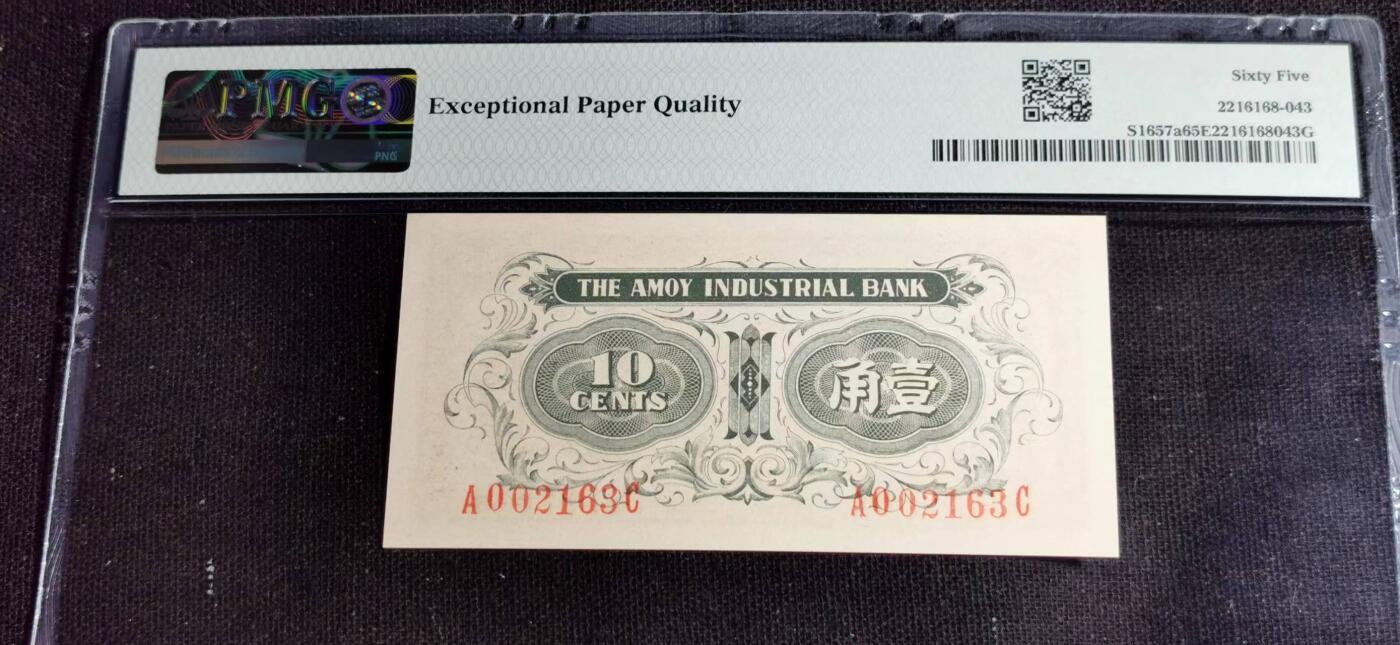 PMG
PMG
Exceptional Paper Quality
Sixty Five
2216168-043
S1657a65E2216168043G
THE AMOY INDUSTRIAL BANK
10
CENTS
角壹
A002163C
A002163C